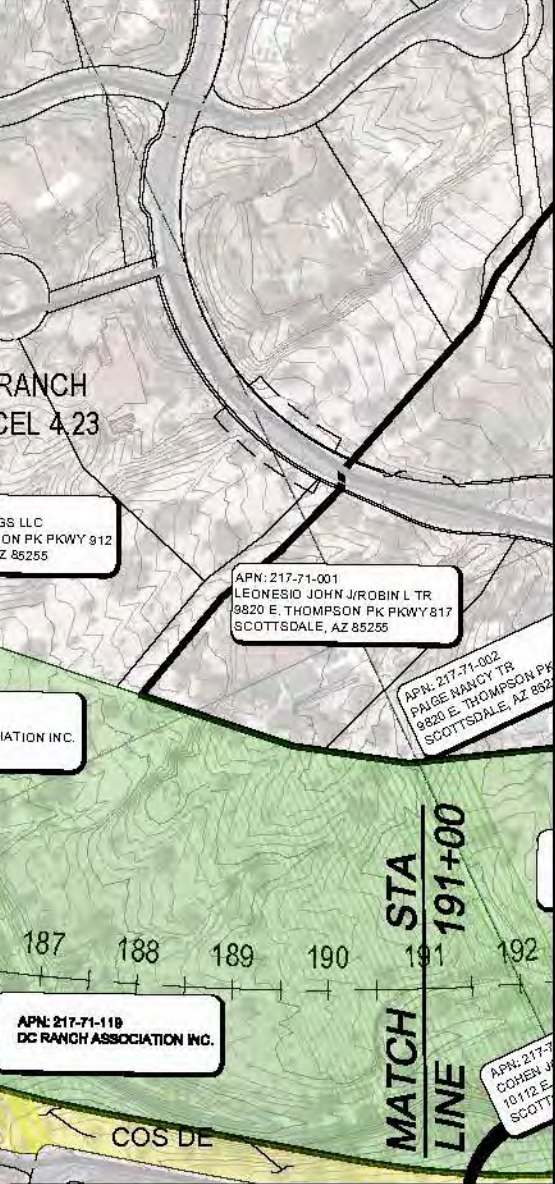 RANCH
CEL 4.23
GS LLC
ON PK PKWY 912
Z 85255
APN: 217-71-001
LEONESIO JOHN J/ROBIN L TR
9820 E. THOMPSON PK PKWY 817
SCOTTSDALE, AZ 85255
APN: 217-71-002
PAIGE NANCY TR
9820 E. THOMPSON PK
SCOTTSDALE, AZ 852
IATION INC.
MATCH STA
LINE 191+00
187 188 189 190 191 192
APN: 217-71-119
DC RANCH ASSOCIATION INC.
APN: 217-7
COHEN J
10112 E.
SCOTT
COS DE